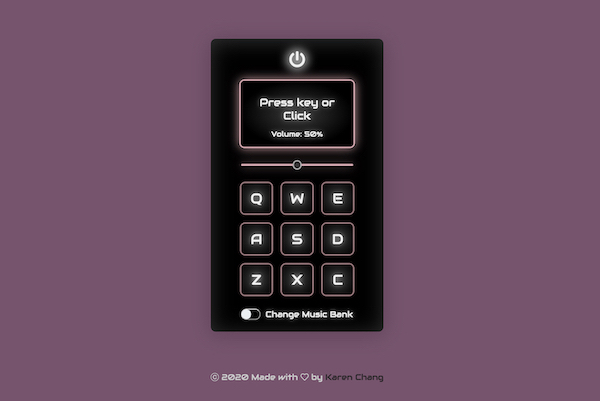 Press key or
Click
Volume: 50%
Q W E
A S D
Z X C
Change Music Bank
© 2020 Made with ♡ by Karen Chang